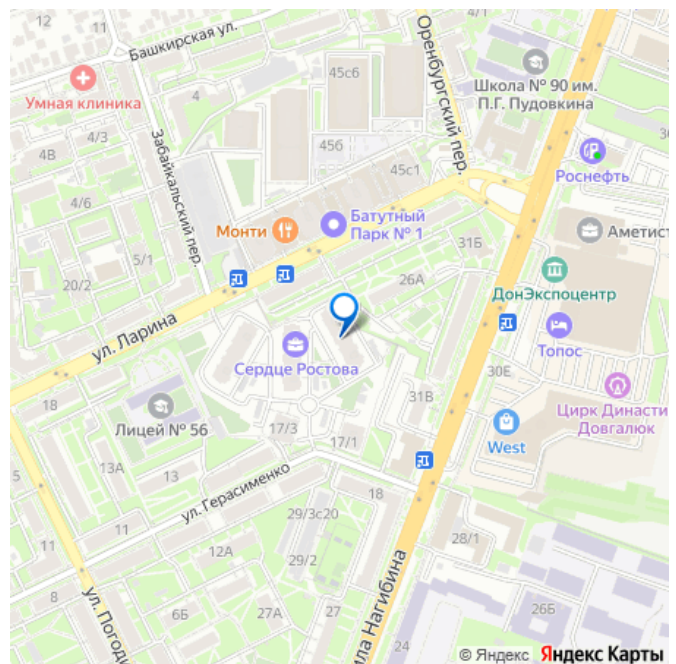 12
11
4/1
Башкирская ул.
Оренбургский пер.
Умная клиника
45с6
4
Школа № 90 им.
П.Г. Пудовкина
4/3
4В
456
45с1
Забайкальский пер.
Роснефть
4/6
Монти
Батутный
Парк № 1
31Б
Аметист
5/1
26А
20/2
ДонЭкспоцентр
ул. Ларина
Сердце Ростова
Топос
30Е
18
31В
Цирк Династи
Довгалюк
Лицей № 56
17/3
17/1
West
13А
13
5
ул. Герасименко
18
11
11
29/3с20
28/1
12А
29/2
8
ул. Погоди
6Б
27А
27
ила Нагибина
24
26Б
© Яндекс Яндекс Карты